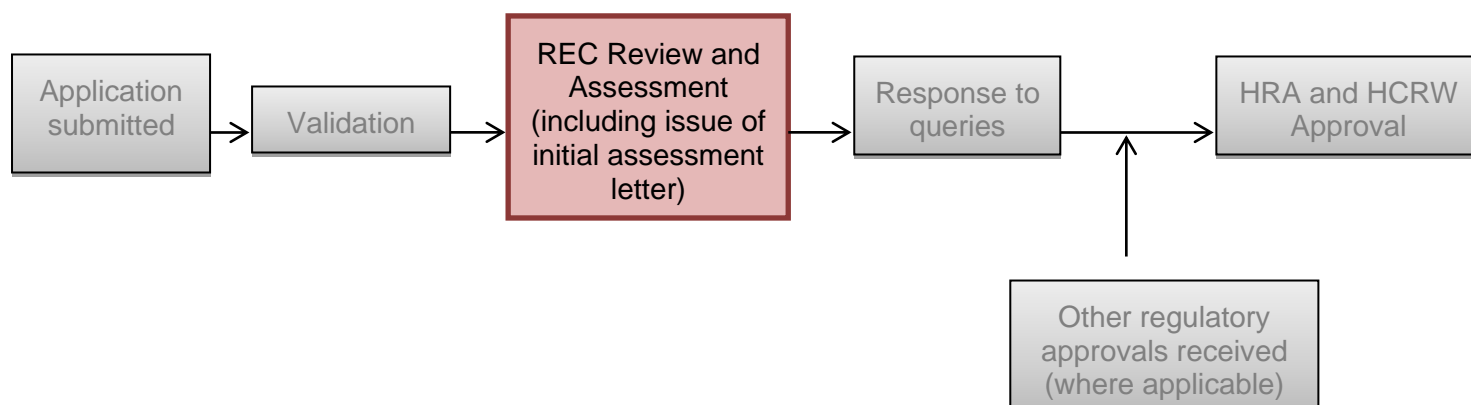 Application
submitted
Validation
REC Review and
Assessment
(including issue of
initial assessment
letter)
Response to
queries
HRA and HCRW
Approval
Other regulatory
approvals received
(where applicable)